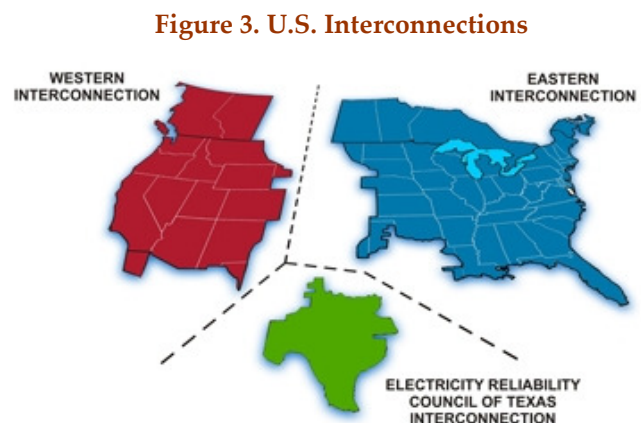 Figure 3. U.S. Interconnections
WESTERN
INTERCONNECTION
EASTERN
INTERCONNECTION
ELECTRICITY RELIABILITY
COUNCIL OF TEXAS
INTERCONNECTION